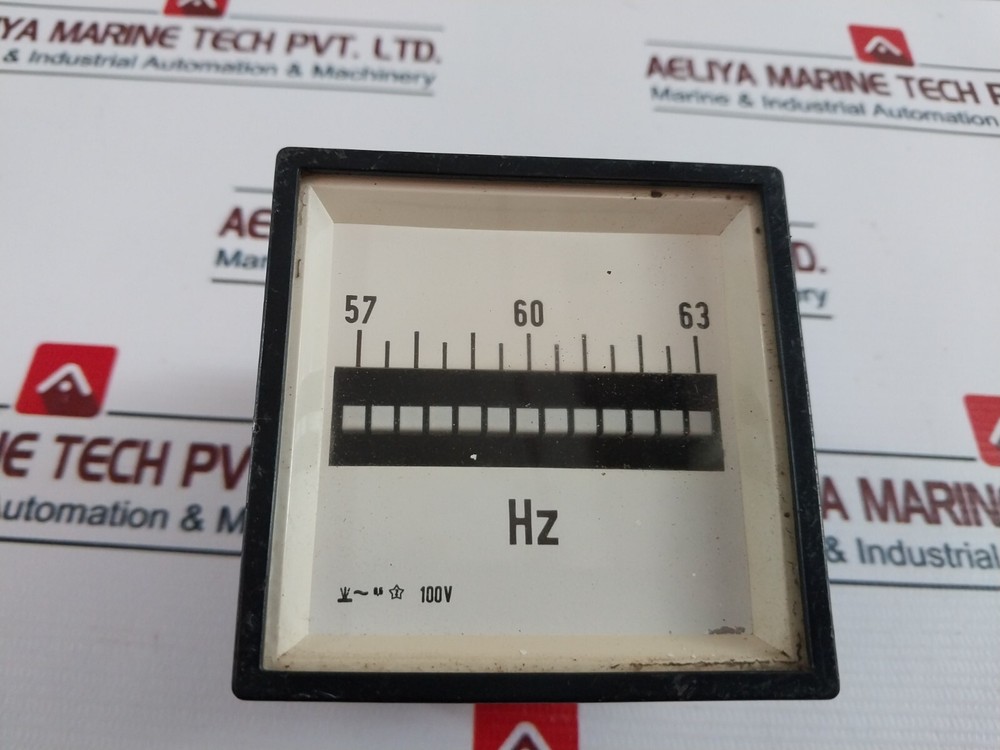 AELIYA MARINE TECH PVT. LTD.
& Industrial Automation & Machinery
AELIYA MARINE TECH
Marine & Industrial Automation
57 60 63
Hz
100V
E TECH PV
utomation & M
A MARIN
& Industrial